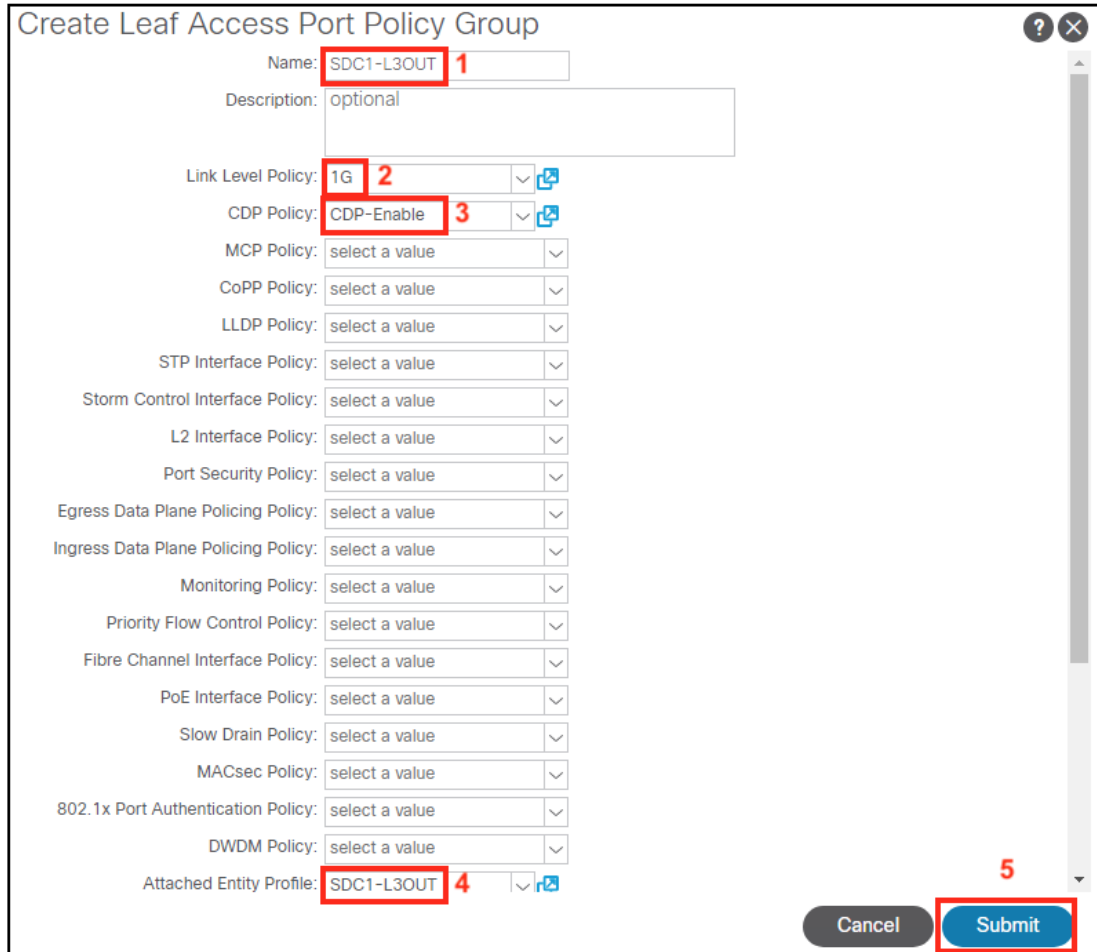 Create Leaf Access Port Policy Group ? X
Name: SDC1-L3OUT 1
Description: optional
Link Level Policy: 1G 2
CDP Policy: CDP-Enable 3
MCP Policy: select a value
CoPP Policy: select a value
LLDP Policy: select a value
STP Interface Policy: select a value
Storm Control Interface Policy: select a value
L2 Interface Policy: select a value
Port Security Policy: select a value
Egress Data Plane Policing Policy: select a value
Ingress Data Plane Policing Policy: select a value
Monitoring Policy: select a value
Priority Flow Control Policy: select a value
Fibre Channel Interface Policy: select a value
PoE Interface Policy: select a value
Slow Drain Policy: select a value
MACsec Policy: select a value
802.1x Port Authentication Policy: select a value
DWDM Policy: select a value
Attached Entity Profile: SDC1-L3OUT 4
5
Cancel Submit